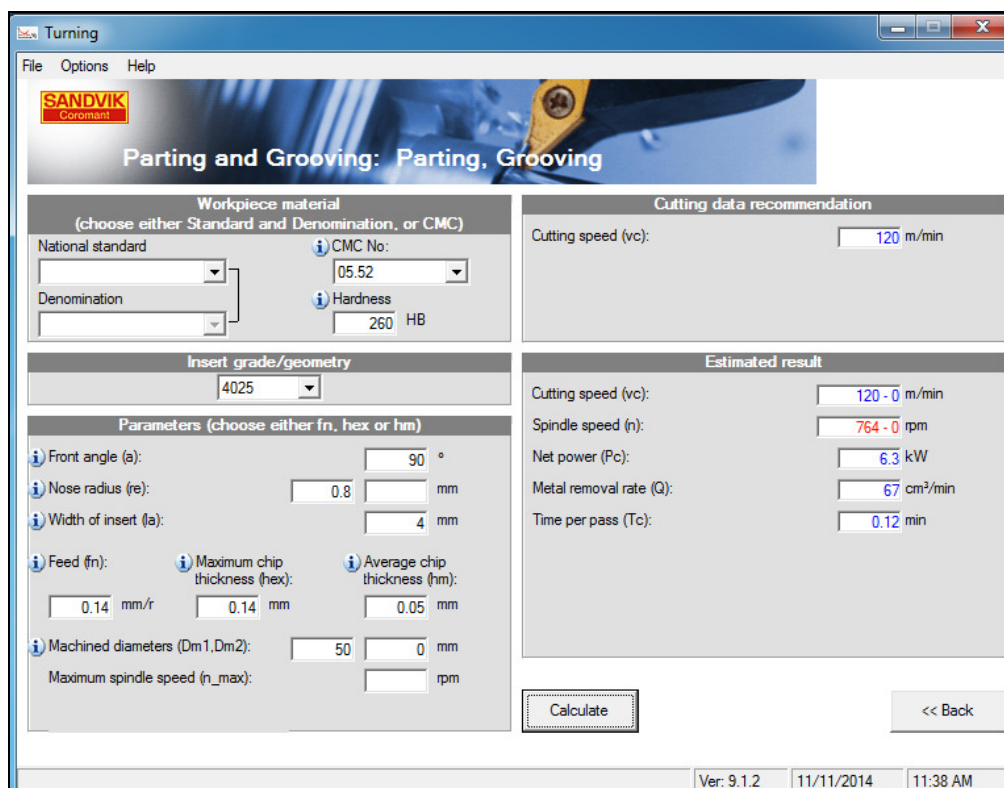 Turning
File Options Help
SANDVIK
Coromant
Parting and Grooving: Parting, Grooving
Workpiece material
(choose either Standard and Denomination, or CMC)
National standard
CMC No:
05.52
Denomination
Hardness
260 HB
Insert grade/geometry
4025
Parameters (choose either fn, hex or hm)
Front angle (a): 90 °
Nose radius (re): 0.8 mm
Width of insert (la): 4 mm
Feed (fn):
Maximum chip
thickness (hex):
Average chip
thickness (hm):
0.14 mm/r 0.14 mm 0.05 mm
Machined diameters (Dm1,Dm2): 50 0 mm
Maximum spindle speed (n_max): rpm
Cutting data recommendation
Cutting speed (vc): 120 m/min
Estimated result
Cutting speed (vc): 120 - 0 m/min
Spindle speed (n): 764 - 0 rpm
Net power (Pc): 6.3 kW
Metal removal rate (Q): 67 cm³/min
Time per pass (Tc): 0.12 min
Calculate << Back
Ver: 9.1.2 11/11/2014 11:38 AM